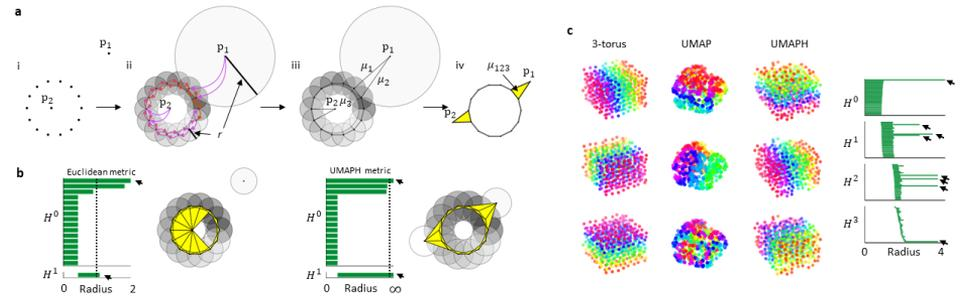 a
p₁
i
p₂
ii
p₁
p₂
r
iii
p₁
μ₁
μ₂
p₂ μ₃
iv
μ₁₂₃
p₁
p₂
b
Euclidean metric
H⁰
H¹
0 Radius 2
UMAPH metric
H⁰
H¹
0 Radius ∞
c
3-torus UMAP UMAPH
H⁰
H¹
H²
H³
0 Radius 4